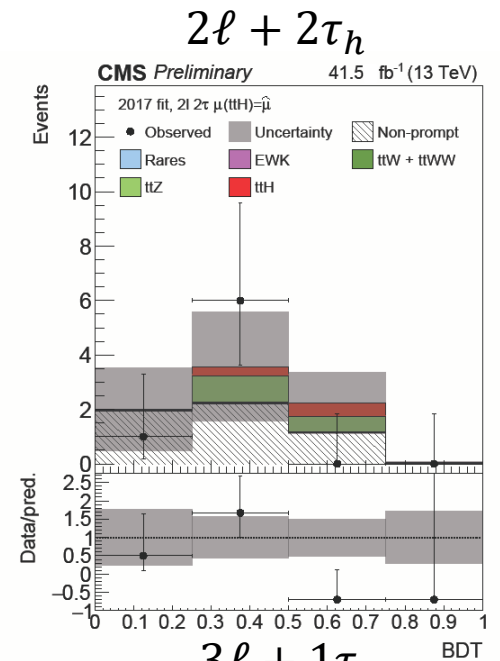 2ℓ + 2τₕ
CMS Preliminary 41.5 fb⁻¹ (13 TeV)
Events
2017 fit, 2l 2τ μ(ttH)=μ̂
Observed Uncertainty Non-prompt
Rares EWK ttW + ttWW
ttZ ttH
12
10
8
6
4
2
0
Data/pred.
2.5
2
1.5
1
0.5
0
−0.5
−1
0 0.1 0.2 0.3 0.4 0.5 0.6 0.7 0.8 0.9 1
BDT
3ℓ + 1τ